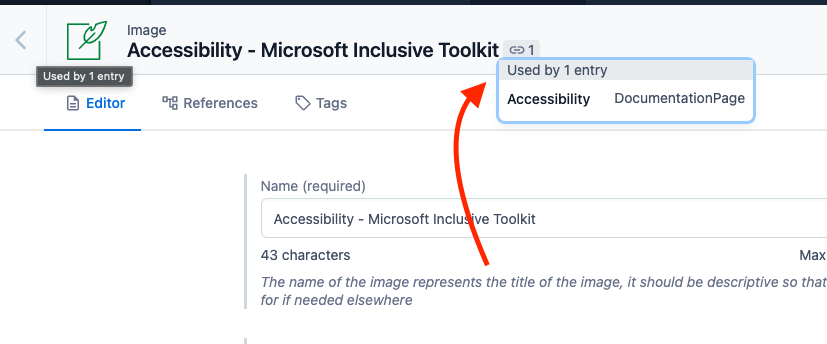 Image
Accessibility - Microsoft Inclusive Toolkit 1
Used by 1 entry
Used by 1 entry
Accessibility DocumentationPage
Editor References Tags
Name (required)
Accessibility - Microsoft Inclusive Toolkit
43 characters Max
The name of the image represents the title of the image, it should be descriptive so that
for if needed elsewhere